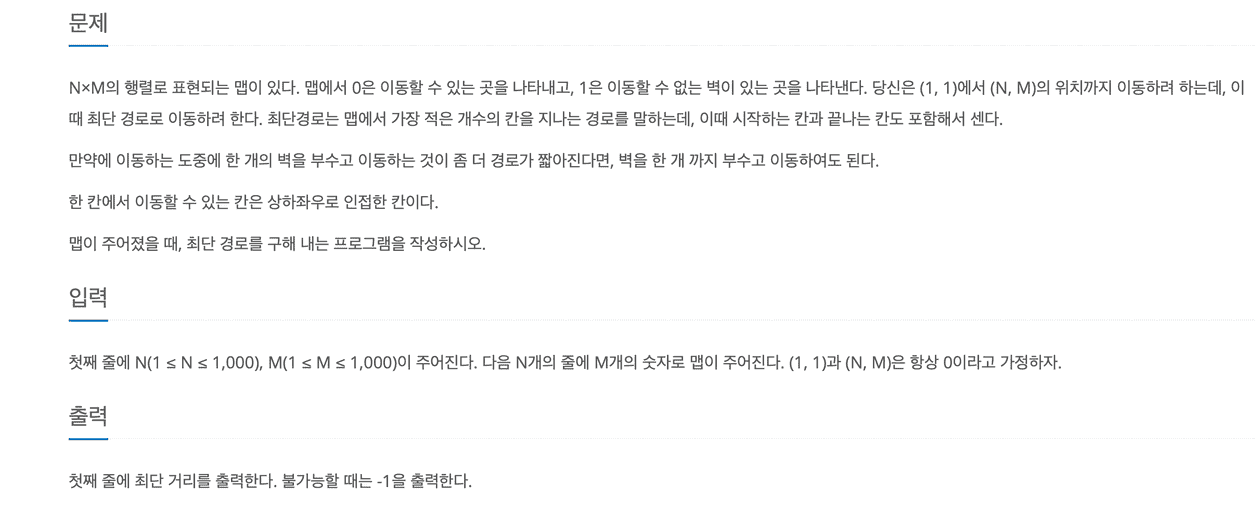 문제
N×M의 행렬로 표현되는 맵이 있다. 맵에서 0은 이동할 수 있는 곳을 나타내고, 1은 이동할 수 없는 벽이 있는 곳을 나타낸다. 당신은 (1, 1)에서 (N, M)의 위치까지 이동하려 하는데, 이
때 최단 경로로 이동하려 한다. 최단경로는 맵에서 가장 적은 개수의 칸을 지나는 경로를 말하는데, 이때 시작하는 칸과 끝나는 칸도 포함해서 센다.
만약에 이동하는 도중에 한 개의 벽을 부수고 이동하는 것이 좀 더 경로가 짧아진다면, 벽을 한 개 까지 부수고 이동하여도 된다.
한 칸에서 이동할 수 있는 칸은 상하좌우로 인접한 칸이다.
맵이 주어졌을 때, 최단 경로를 구해 내는 프로그램을 작성하시오.
입력
첫째 줄에 N(1 ≤ N ≤ 1,000), M(1 ≤ M ≤ 1,000)이 주어진다. 다음 N개의 줄에 M개의 숫자로 맵이 주어진다. (1, 1)과 (N, M)은 항상 0이라고 가정하자.
출력
첫째 줄에 최단 거리를 출력한다. 불가능할 때는 -1을 출력한다.